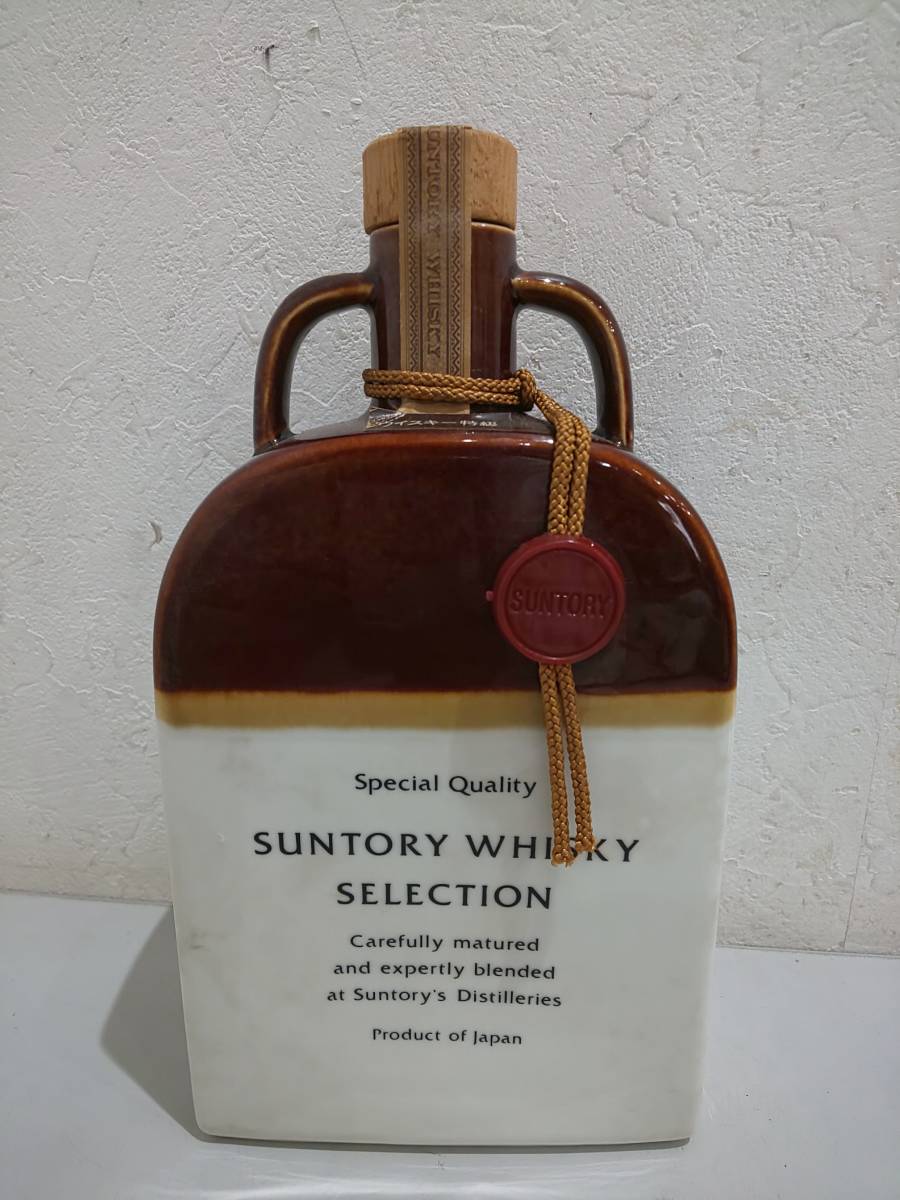 SUNTORY WHISKY
ウイスキー特級
SUNTORY
Special Quality
SUNTORY WHISKY
SELECTION
Carefully matured
and expertly blended
at Suntory's Distilleries
Product of Japan